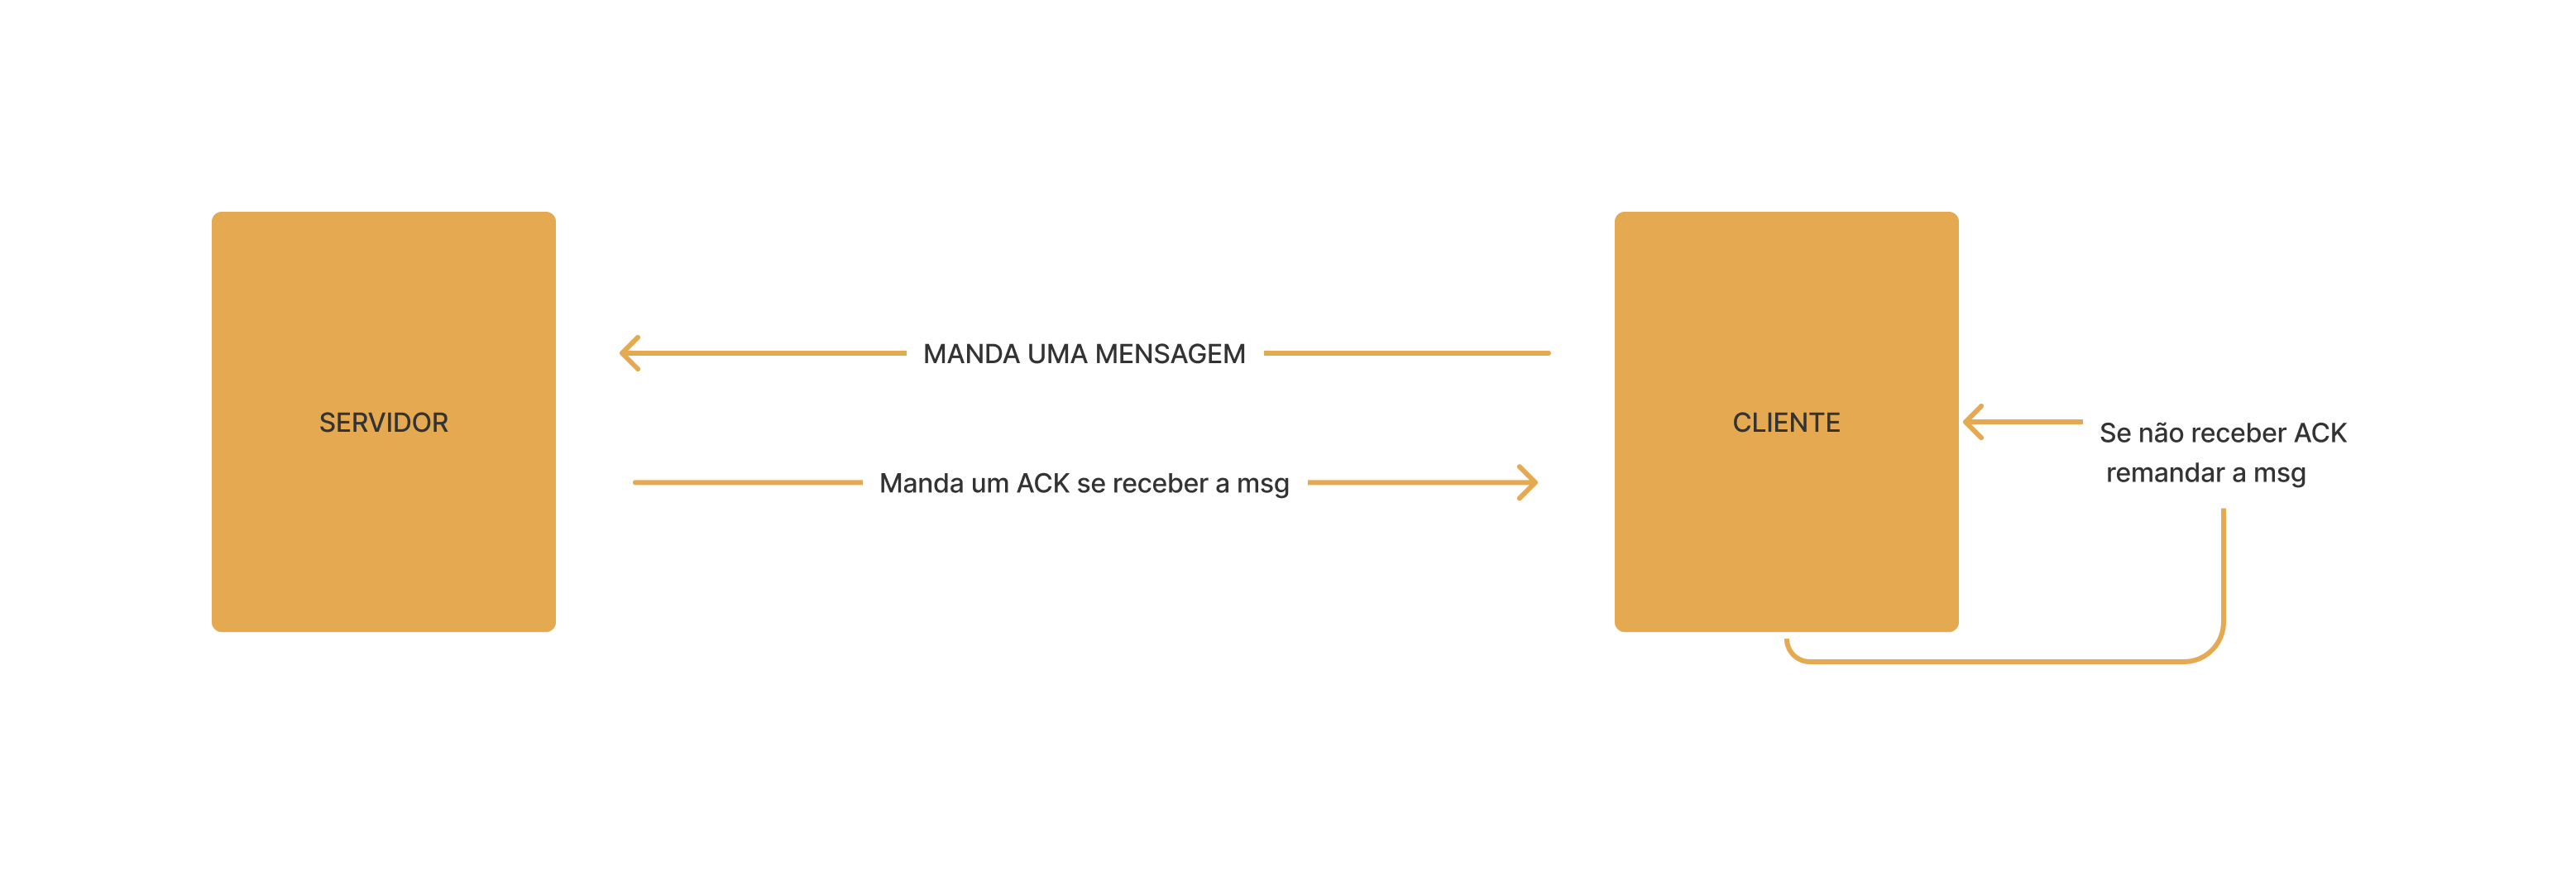 MANDA UMA MENSAGEM
SERVIDOR
CLIENTE
Se não receber ACK
remandar a msg
Manda um ACK se receber a msg